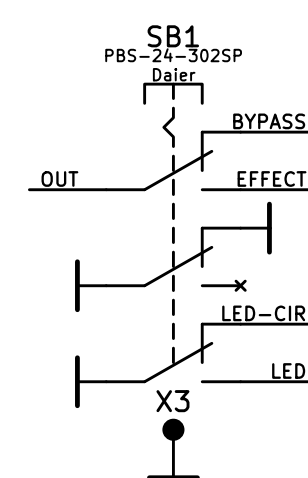 SB1
PBS-24-302SP
Daier
BYPASS
OUT
EFFECT
LED-CIR
LED
X3